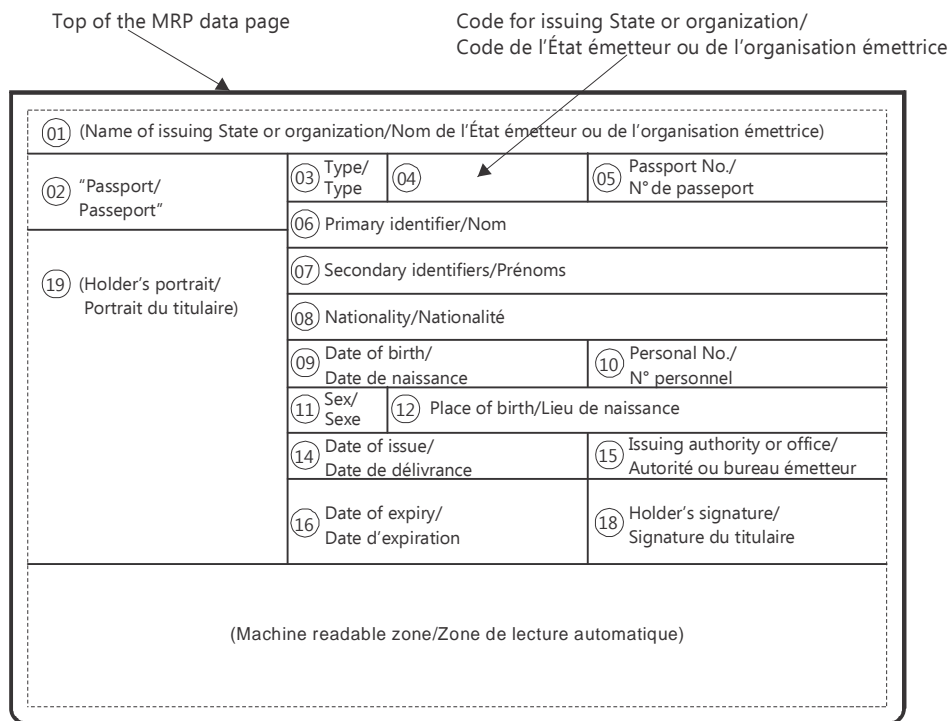 Top of the MRP data page
Code for issuing State or organization/
Code de l'État émetteur ou de l'organisation émettrice
01 (Name of issuing State or organization/Nom de l'État émetteur ou de l'organisation émettrice)
02 "Passport/
Passeport"
03 Type/
Type
04
05 Passport No./
N° de passeport
06 Primary identifier/Nom
07 Secondary identifiers/Prénoms
19 (Holder's portrait/
Portrait du titulaire)
08 Nationality/Nationalité
09 Date of birth/
Date de naissance
10 Personal No./
N° personnel
11 Sex/
Sexe
12 Place of birth/Lieu de naissance
14 Date of issue/
Date de délivrance
15 Issuing authority or office/
Autorité ou bureau émetteur
16 Date of expiry/
Date d'expiration
18 Holder's signature/
Signature du titulaire
(Machine readable zone/Zone de lecture automatique)